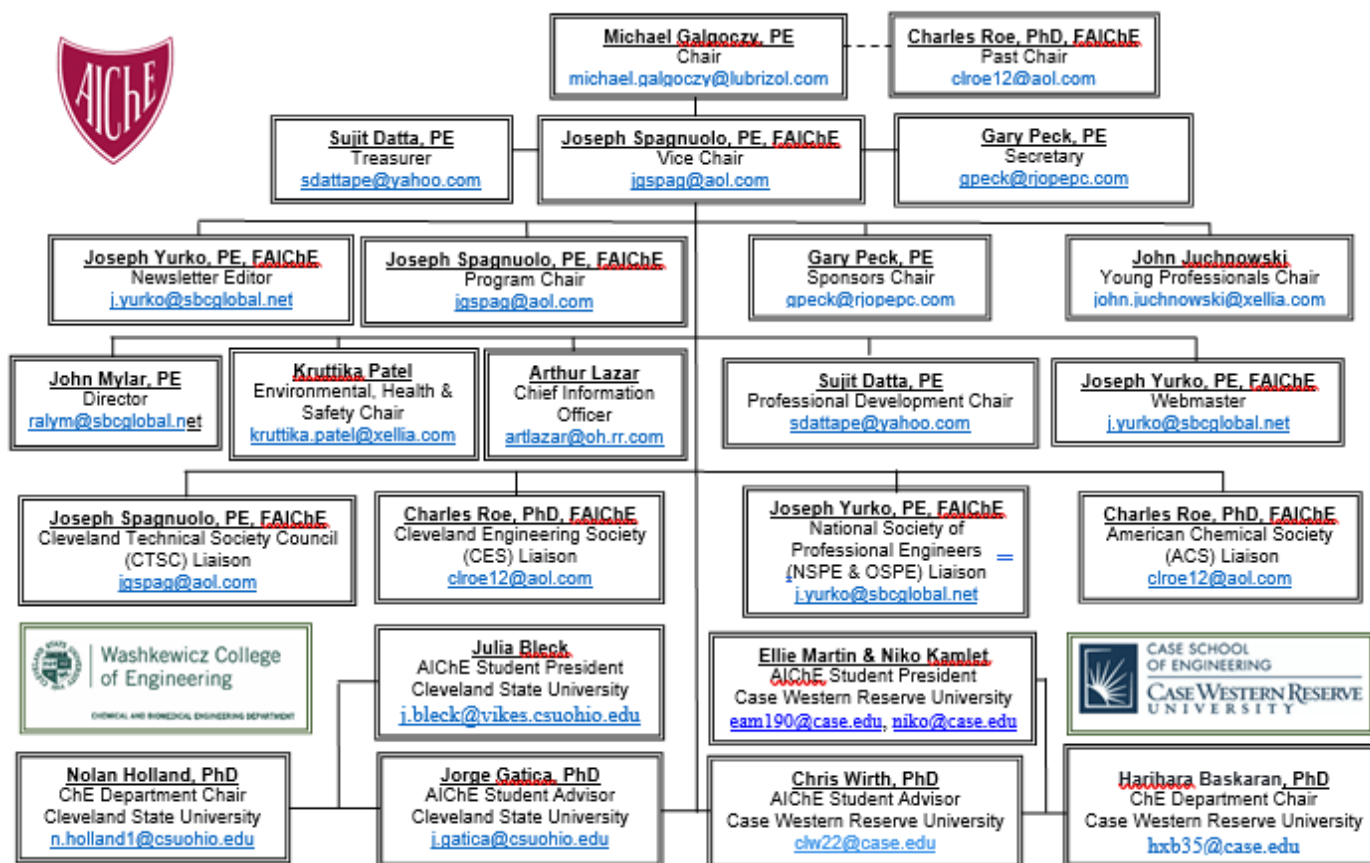 AIChE
Michael Galgoczy, PE
Chair
michael.galgoczy@lubrizol.com
Charles Roe, PhD, FAIChE
Past Chair
clroe12@aol.com
Sujit Datta, PE
Treasurer
sdattape@yahoo.com
Joseph Spagnuolo, PE, FAIChE
Vice Chair
jgspag@aol.com
Gary Peck, PE
Secretary
gpeck@rjopepc.com
Joseph Yurko, PE, FAIChE
Newsletter Editor
j.yurko@sbcglobal.net
Joseph Spagnuolo, PE, FAIChE
Program Chair
jgspag@aol.com
Gary Peck, PE
Sponsors Chair
gpeck@rjopepc.com
John Juchnowski
Young Professionals Chair
john.juchnowski@xellia.com
John Mylar, PE
Director
ralym@sbcglobal.net
Kruttika Patel
Environmental, Health &
Safety Chair
kruttika.patel@xellia.com
Arthur Lazar
Chief Information
Officer
artlazar@oh.rr.com
Sujit Datta, PE
Professional Development Chair
sdattape@yahoo.com
Joseph Yurko, PE, FAIChE
Webmaster
j.yurko@sbcglobal.net
Joseph Spagnuolo, PE, FAIChE
Cleveland Technical Society Council
(CTSC) Liaison
jgspag@aol.com
Charles Roe, PhD, FAIChE
Cleveland Engineering Society
(CES) Liaison
clroe12@aol.com
Joseph Yurko, PE, FAIChE
National Society of
Professional Engineers
(NSPE & OSPE) Liaison
j.yurko@sbcglobal.net
Charles Roe, PhD, FAIChE
American Chemical Society
(ACS) Liaison
clroe12@aol.com
Washkewicz College
of Engineering
CHEMICAL AND BIOMEDICAL ENGINEERING DEPARTMENT
Julia Bleck
AIChE Student President
Cleveland State University
j.bleck@vikes.csuohio.edu
Ellie Martin & Niko Kamlet
AIChE Student President
Case Western Reserve University
eam190@case.edu, niko@case.edu
CASE SCHOOL
OF ENGINEERING
CASE WESTERN RESERVE
UNIVERSITY
Nolan Holland, PhD
ChE Department Chair
Cleveland State University
n.holland1@csuohio.edu
Jorge Gatica, PhD
AIChE Student Advisor
Cleveland State University
j.gatica@csuohio.edu
Chris Wirth, PhD
AIChE Student Advisor
Case Western Reserve University
clw22@case.edu
Harihara Baskaran, PhD
ChE Department Chair
Case Western Reserve University
hxb35@case.edu